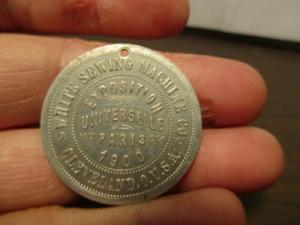 WHITE SEWING MACHINE CO.
CLEVELAND.O.U.S.A.
EXPOSITION
UNIVERSELLE
PARIS
1900